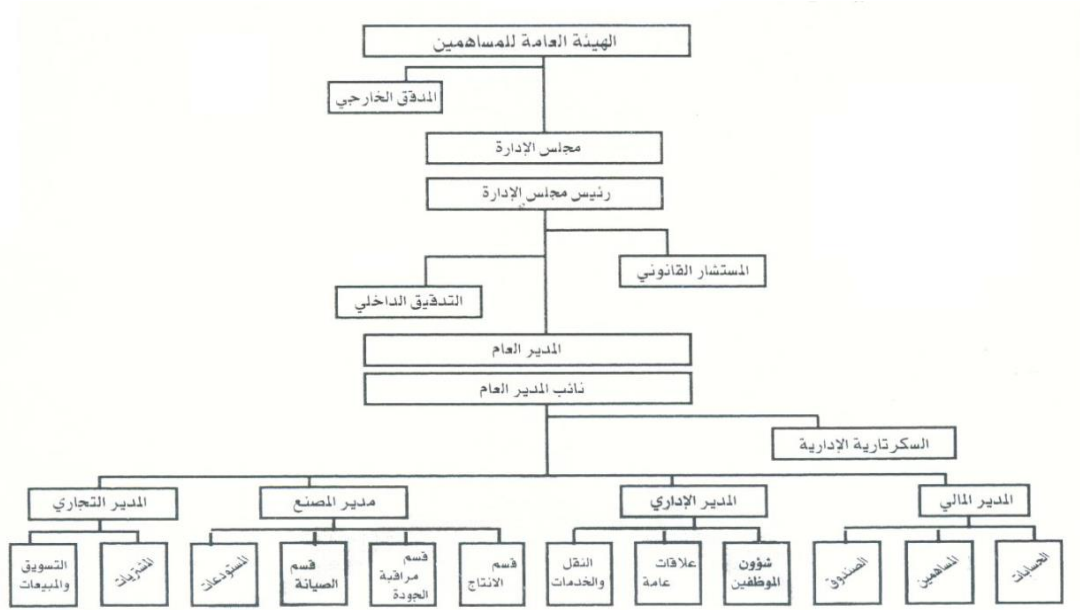 الهيئة العامة للمساهمين
المدقق الخارجي
مجلس الإدارة
رئيس مجلس الإدارة
المستشار القانوني
التدقيق الداخلي
المدير العام
نائب المدير العام
السكرتارية الإدارية
المدير المالي
المدير الإداري
مدير المصنع
المدير التجاري
الحسابات
المساهمين
الصندوق
شؤون
الموظفين
علاقات
عامة
النقل
والخدمات
قسم
الانتاج
قسم
مراقبة
الجودة
قسم
الصيانة
المستودعات
المشتريات
التسويق
والمبيعات